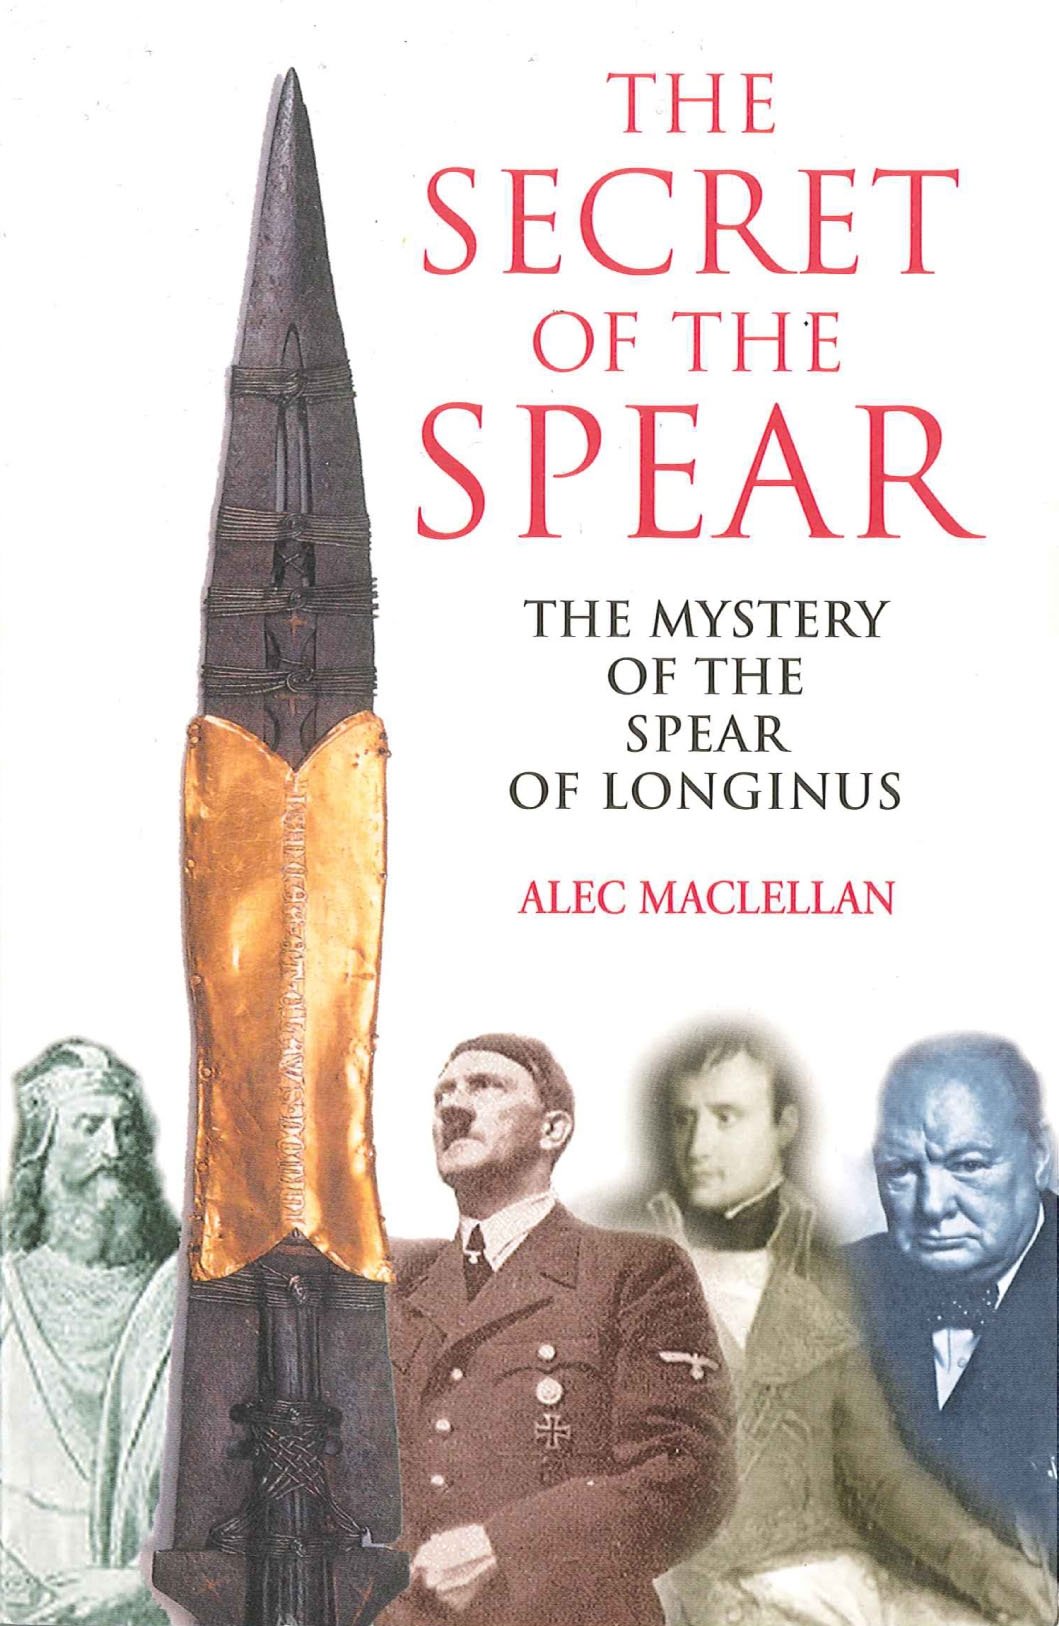 THE
SECRET
OF THE
SPEAR
THE MYSTERY
OF THE
SPEAR
OF LONGINUS
ALEC MACLELLAN